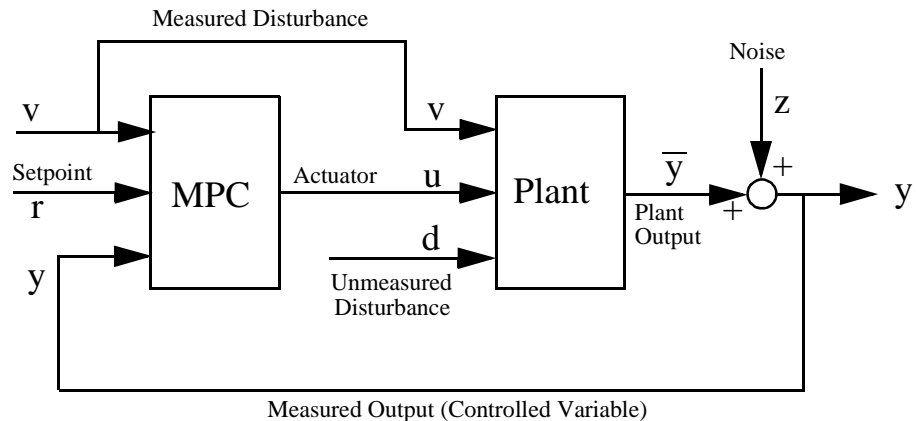 Measured Disturbance
Noise
v
v
z
Setpoint
r
MPC
Actuator
u
Plant
y̅
+
+
y
Plant
Output
y
d
Unmeasured
Disturbance
Measured Output (Controlled Variable)